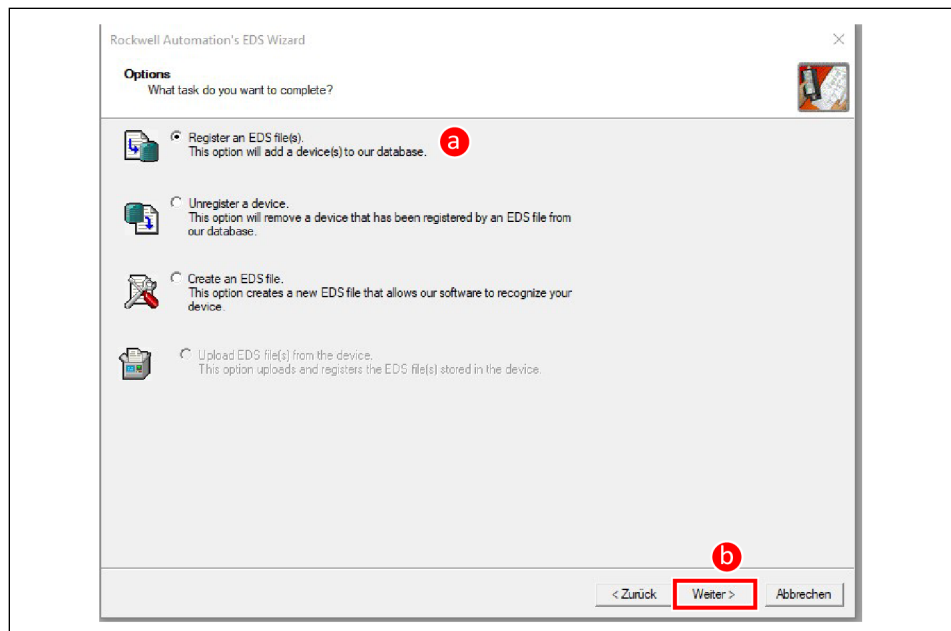 Rockwell Automation's EDS Wizard
Options
What task do you want to complete?
Register an EDS file(s).
This option will add a device(s) to our database.
a
Unregister a device.
This option will remove a device that has been registered by an EDS file from
our database.
Create an EDS file.
This option creates a new EDS file that allows our software to recognize your
device.
Upload EDS file(s) from the device.
This option uploads and registers the EDS file(s) stored in the device.
b
< Zurück Weiter > Abbrechen